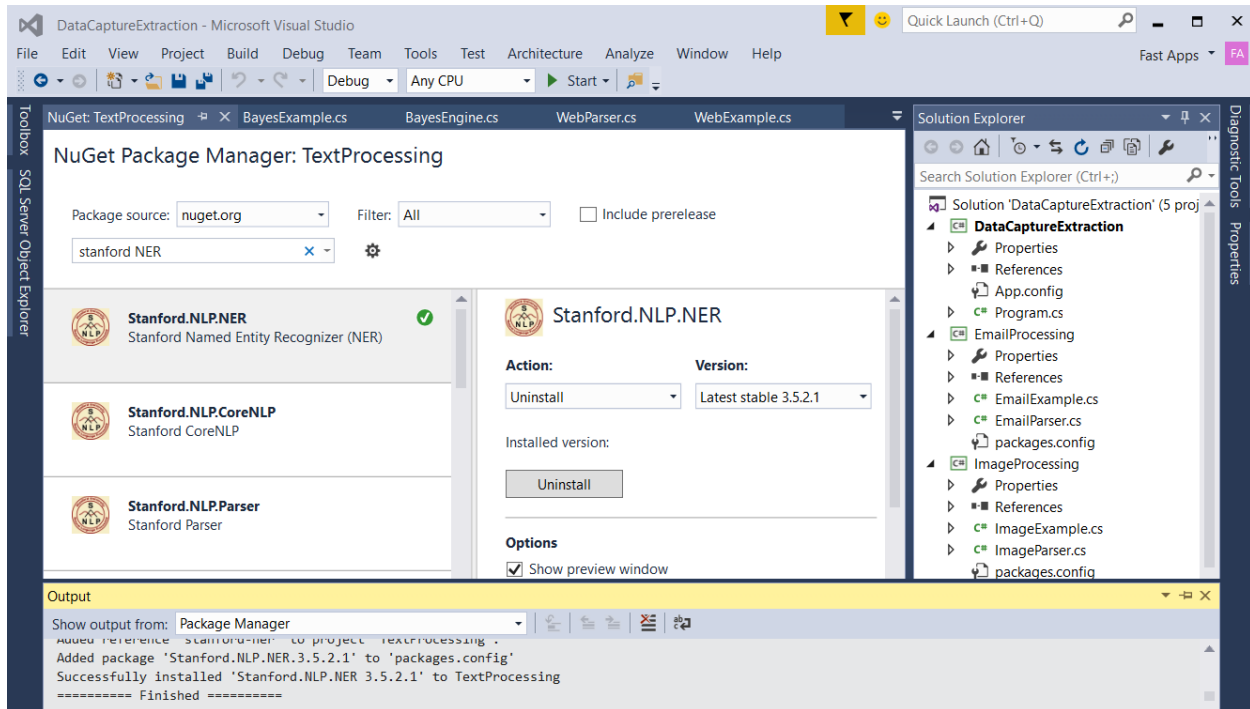 DataCaptureExtraction - Microsoft Visual Studio
Quick Launch (Ctrl+Q)
File Edit View Project Build Debug Team Tools Test Architecture Analyze Window Help
Fast Apps FA
Debug Any CPU Start
Toolbox
SQL Server Object Explorer
NuGet: TextProcessing BayesExample.cs BayesEngine.cs WebParser.cs WebExample.cs
NuGet Package Manager: TextProcessing
Package source: nuget.org Filter: All Include prerelease
stanford NER
Stanford.NLP.NER
Stanford Named Entity Recognizer (NER)
Stanford.NLP.CoreNLP
Stanford CoreNLP
Stanford.NLP.Parser
Stanford Parser
Stanford.NLP.NER
Action: Version:
Uninstall Latest stable 3.5.2.1
Installed version:
Uninstall
Options
Show preview window
Solution Explorer
Search Solution Explorer (Ctrl+;)
Solution 'DataCaptureExtraction' (5 proj
C# DataCaptureExtraction
Properties
References
App.config
C# Program.cs
C# EmailProcessing
Properties
References
C# EmailExample.cs
C# EmailParser.cs
packages.config
C# ImageProcessing
Properties
References
C# ImageExample.cs
C# ImageParser.cs
packages.config
Diagnostic Tools
Properties
Output
Show output from: Package Manager
Added reference 'stanford-ner' to project 'TextProcessing'.
Added package 'Stanford.NLP.NER.3.5.2.1' to 'packages.config'
Successfully installed 'Stanford.NLP.NER 3.5.2.1' to TextProcessing
========== Finished ==========